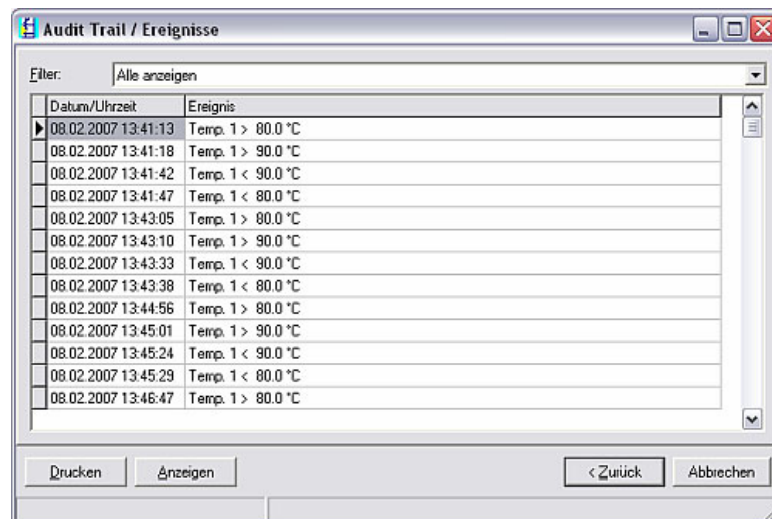 Audit Trail / Ereignisse
Filter: Alle anzeigen
Datum/Uhrzeit Ereignis
08.02.2007 13:41:13 Temp. 1 > 80.0 °C
08.02.2007 13:41:18 Temp. 1 > 90.0 °C
08.02.2007 13:41:42 Temp. 1 < 90.0 °C
08.02.2007 13:41:47 Temp. 1 < 80.0 °C
08.02.2007 13:43:05 Temp. 1 > 80.0 °C
08.02.2007 13:43:10 Temp. 1 > 90.0 °C
08.02.2007 13:43:33 Temp. 1 < 90.0 °C
08.02.2007 13:43:38 Temp. 1 < 80.0 °C
08.02.2007 13:44:56 Temp. 1 > 80.0 °C
08.02.2007 13:45:01 Temp. 1 > 90.0 °C
08.02.2007 13:45:24 Temp. 1 < 90.0 °C
08.02.2007 13:45:29 Temp. 1 < 80.0 °C
08.02.2007 13:46:47 Temp. 1 > 80.0 °C
Drucken Anzeigen < Zurück Abbrechen